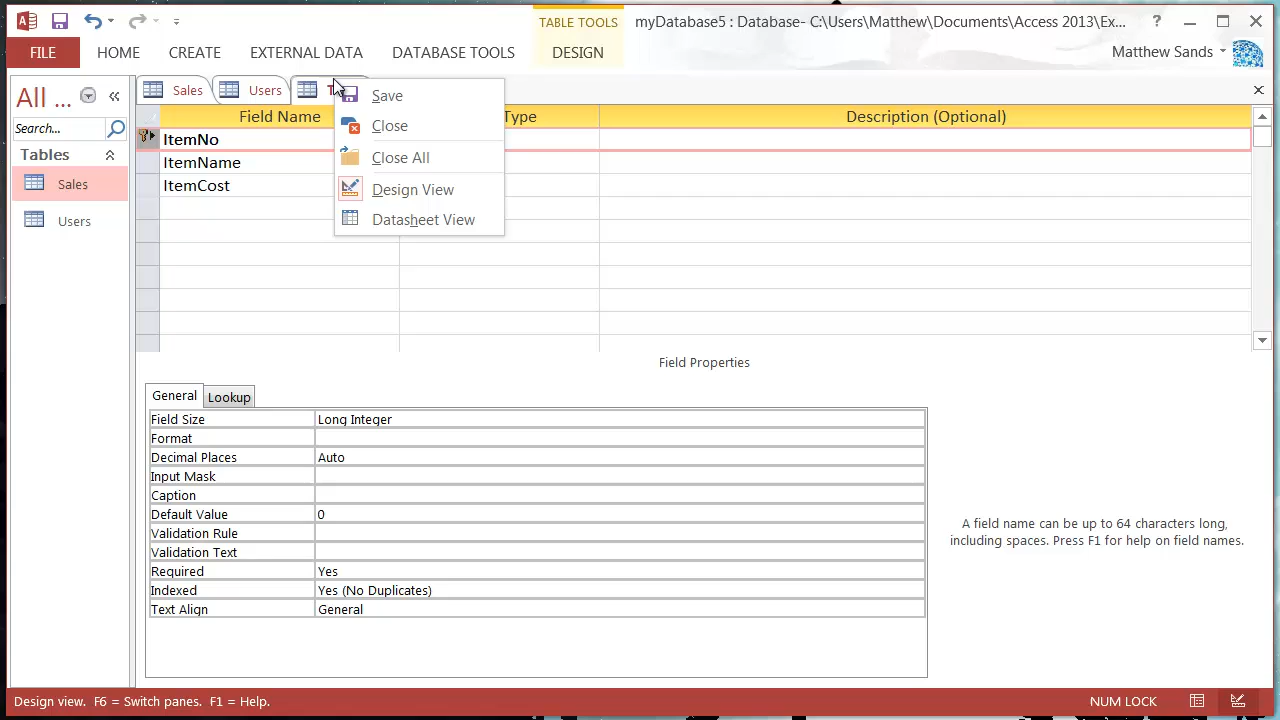 TABLE TOOLS
myDatabase5 : Database- C:\Users\Matthew\Documents\Access 2013\Ex...
?
FILE
HOME
CREATE
EXTERNAL DATA
DATABASE TOOLS
DESIGN
Matthew Sands
All ...
Search...
Tables
Sales
Users
Sales
Users
Save
Close
Close All
Design View
Datasheet View
Field Name
Type
Description (Optional)
ItemNo
ItemName
ItemCost
Field Properties
General
Lookup
Field Size Long Integer
Format
Decimal Places Auto
Input Mask
Caption
Default Value 0
Validation Rule
Validation Text
Required Yes
Indexed Yes (No Duplicates)
Text Align General
A field name can be up to 64 characters long,
including spaces. Press F1 for help on field names.
Design view. F6 = Switch panes. F1 = Help.
NUM LOCK